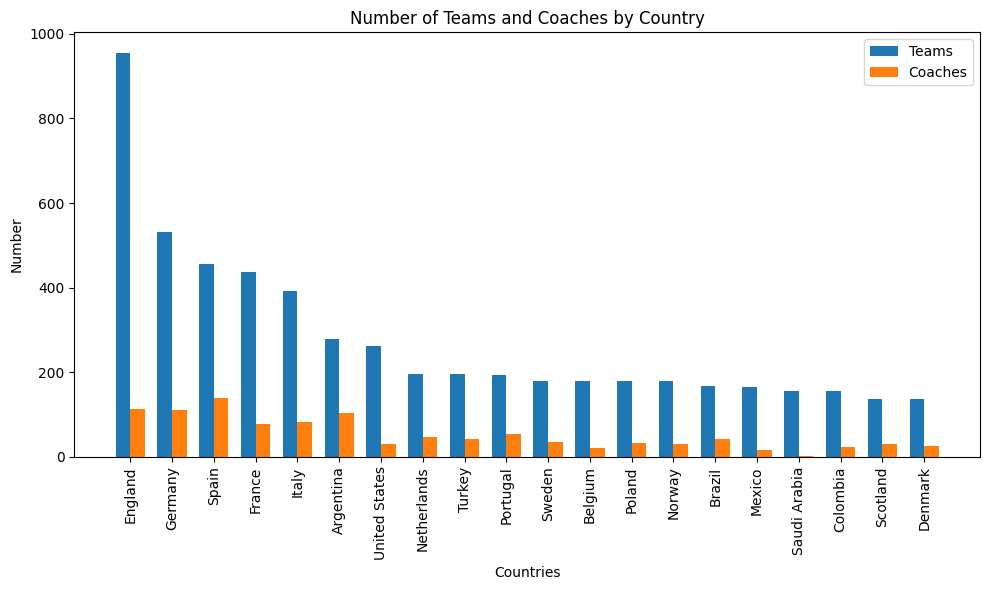 Number of Teams and Coaches by Country
Teams
Coaches
Number
1000
800
600
400
200
0
England
Germany
Spain
France
Italy
Argentina
United States
Netherlands
Turkey
Portugal
Sweden
Belgium
Poland
Norway
Brazil
Mexico
Saudi Arabia
Colombia
Scotland
Denmark
Countries